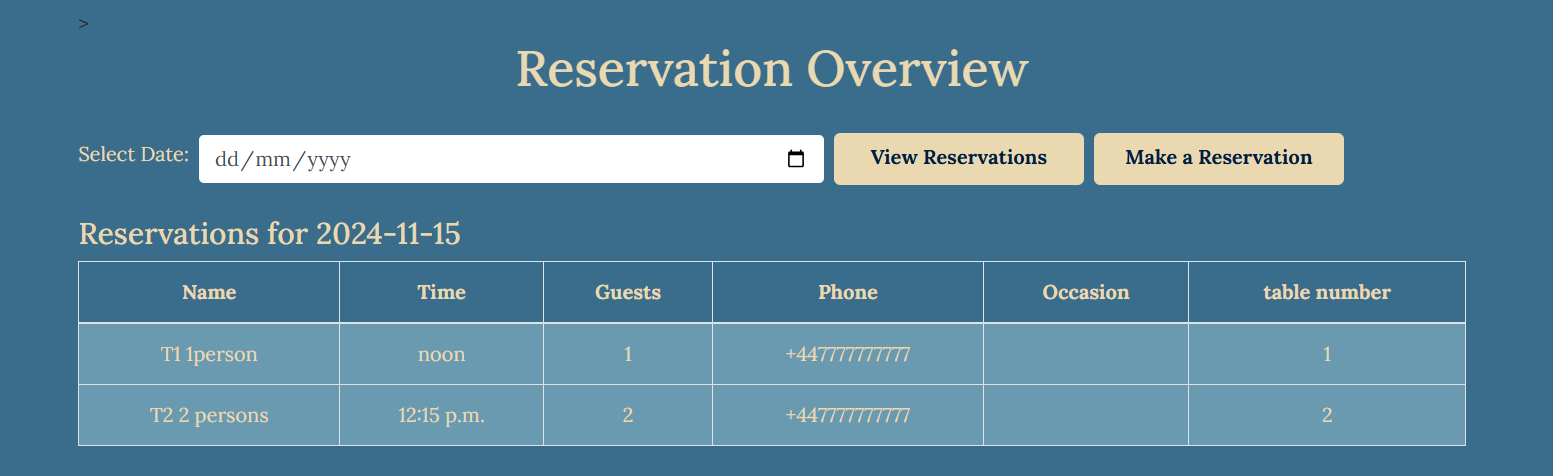 >
Reservation Overview
Select Date: dd/mm/yyyy View Reservations Make a Reservation
Reservations for 2024-11-15
Name Time Guests Phone Occasion table number
T1 1person noon 1 +447777777777 1
T2 2 persons 12:15 p.m. 2 +447777777777 2